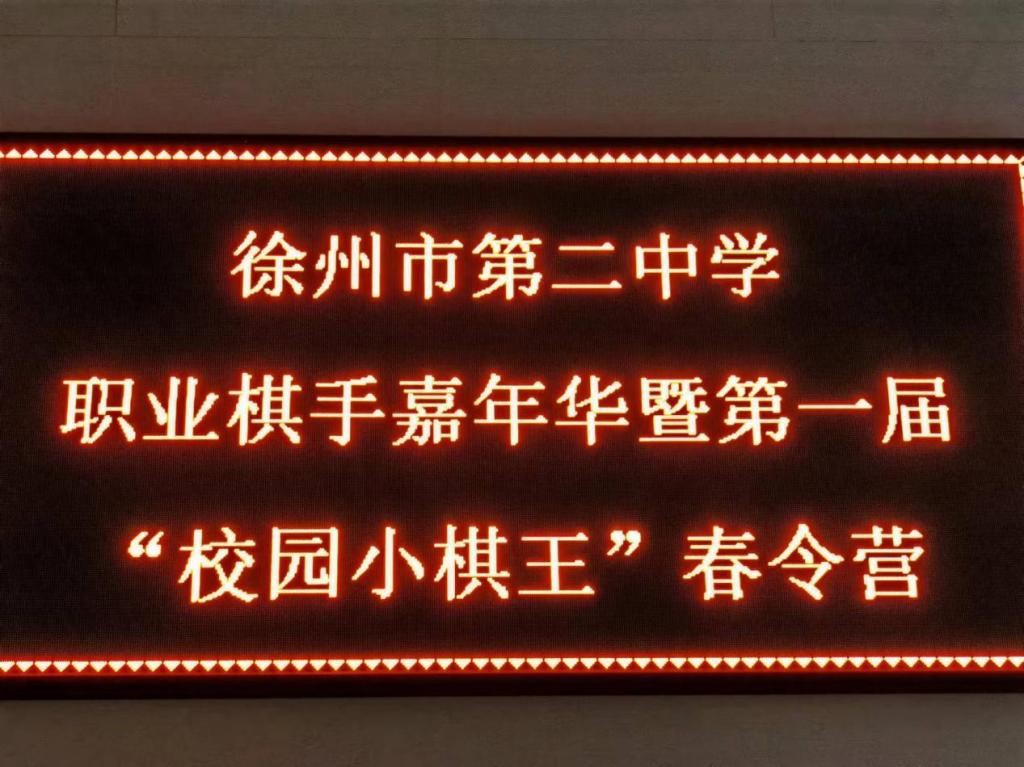 徐州市第二中学
职业棋手嘉年华暨第一届
“校园小棋王”春令营